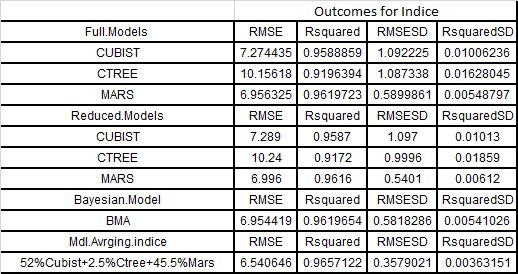 Outcomes for Indice
Full.Models RMSE Rsquared RMSESD RsquaredSD
CUBIST 7.274435 0.9588859 1.092225 0.01006236
CTREE 10.15618 0.9196394 1.087338 0.01628045
MARS 6.956325 0.9619723 0.5899861 0.00548797
Reduced.Models RMSE Rsquared RMSESD RsquaredSD
CUBIST 7.289 0.9587 1.097 0.01013
CTREE 10.24 0.9172 0.9996 0.01859
MARS 6.996 0.9616 0.5401 0.00612
Bayesian.Model RMSE Rsquared RMSESD RsquaredSD
BMA 6.954419 0.9619654 0.5818286 0.00541026
Mdl.Avrging.indice RMSE Rsquared RMSESD RsquaredSD
52%Cubist+2.5%Ctree+45.5%Mars 6.540646 0.9657122 0.3579021 0.00363151